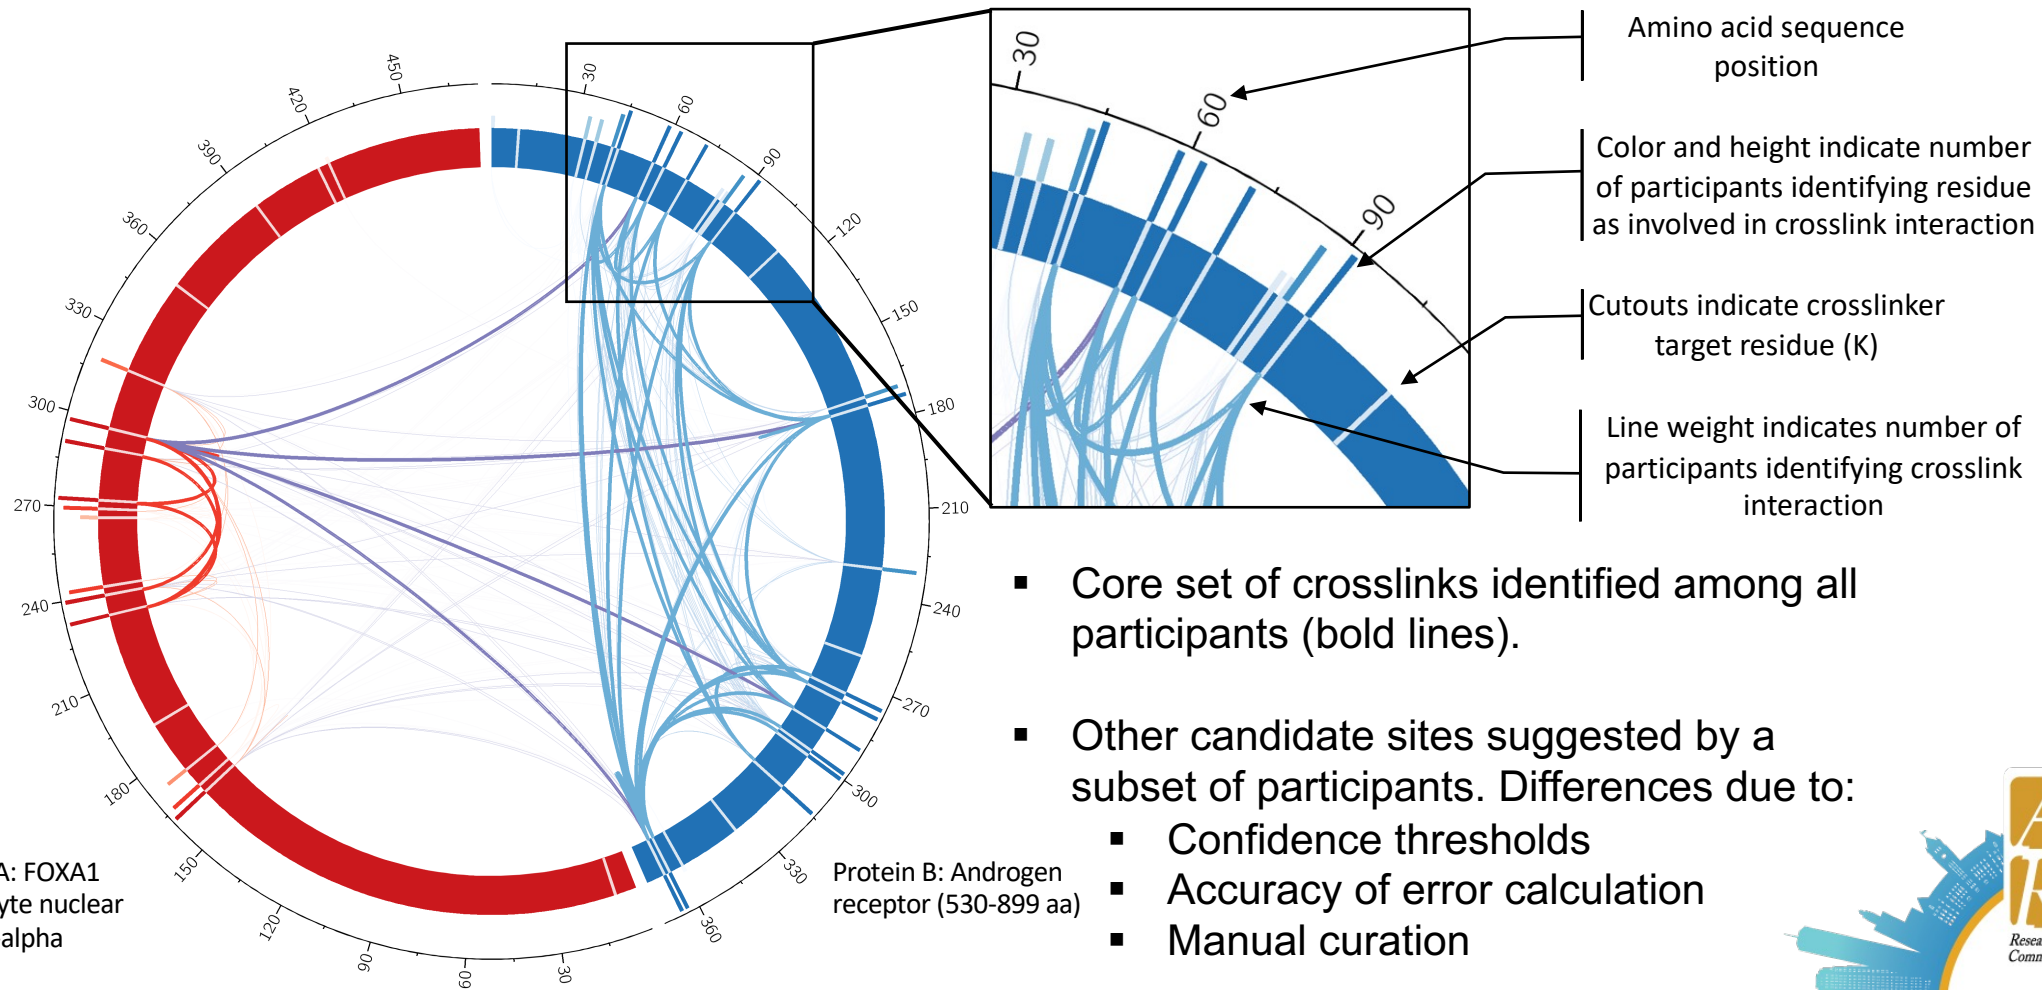 450
420
390
360
330
300
270
240
210
180
150
120
90
60
30
30
60
90
120
150
180
210
240
270
300
330
360
A: FOXA1
yte nuclear
alpha
Protein B: Androgen
receptor (530-899 aa)
30
60
90
Amino acid sequence
position
Color and height indicate number
of participants identifying residue
as involved in crosslink interaction
Cutouts indicate crosslinker
target residue (K)
Line weight indicates number of
participants identifying crosslink
interaction
▪ Core set of crosslinks identified among all
participants (bold lines).
▪ Other candidate sites suggested by a
subset of participants. Differences due to:
▪ Confidence thresholds
▪ Accuracy of error calculation
▪ Manual curation